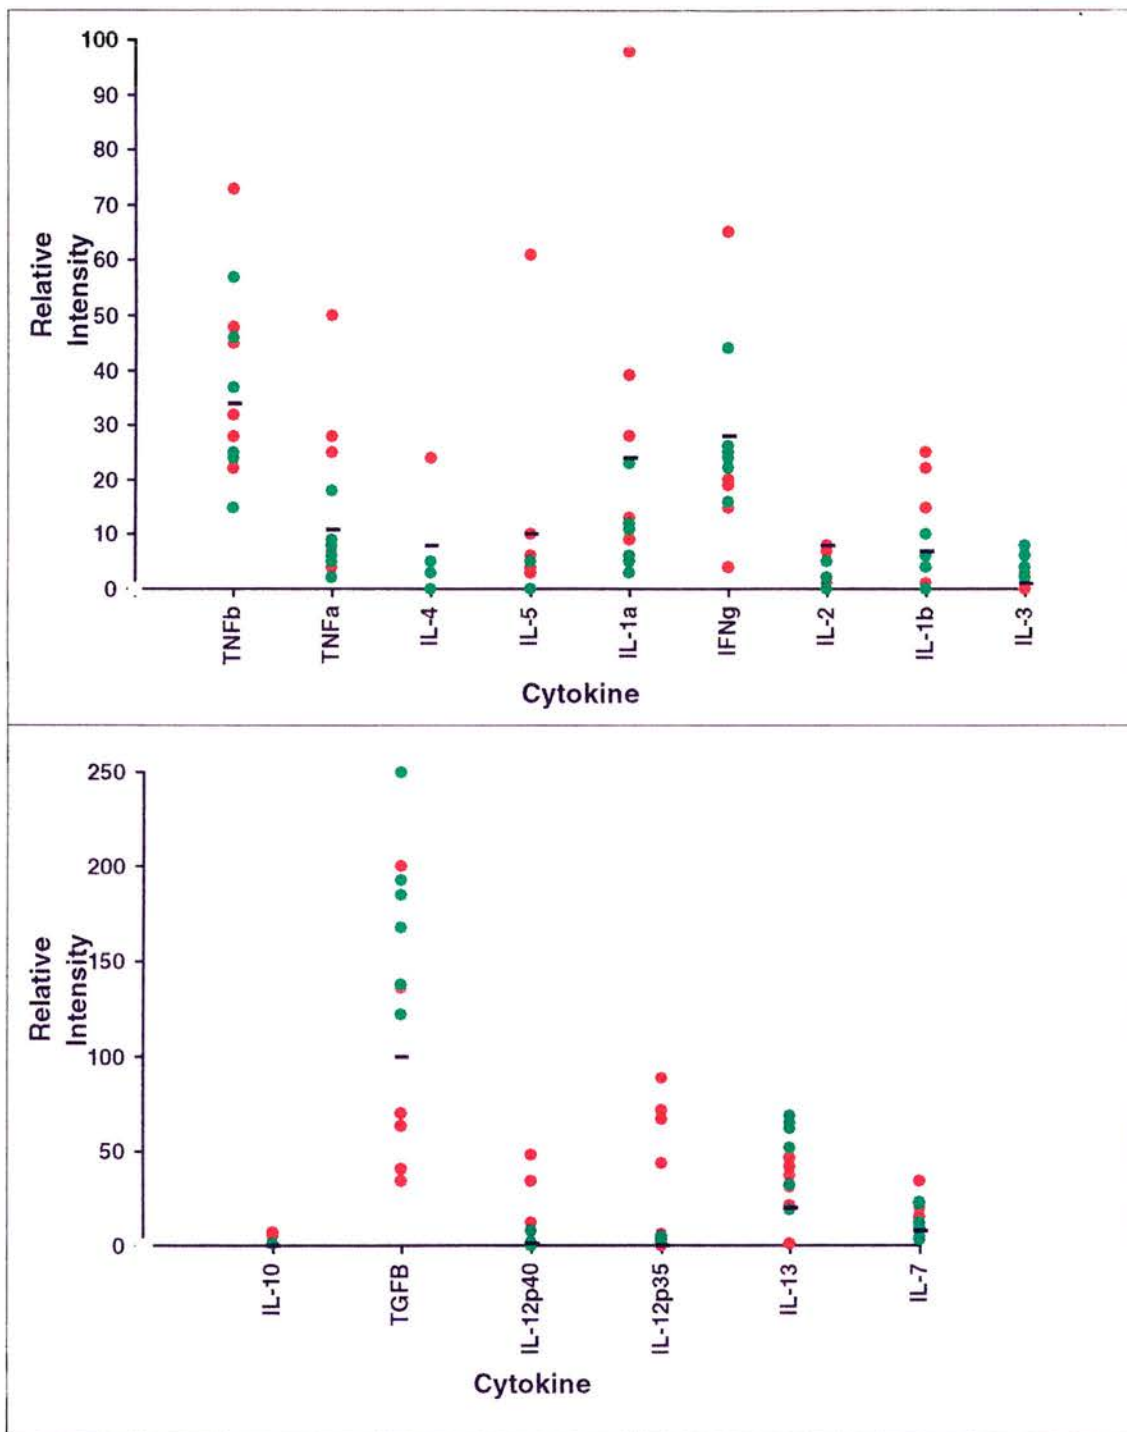 100
90
80
70
60
50
40
30
20
10
0
Relative
Intensity
TNFb
TNFa
IL-4
IL-5
IL-1a
IFNg
IL-2
IL-1b
IL-3
Cytokine
250
200
150
100
50
0
Relative
Intensity
IL-10
TGFB
IL-12p40
IL-12p35
IL-13
IL-7
Cytokine